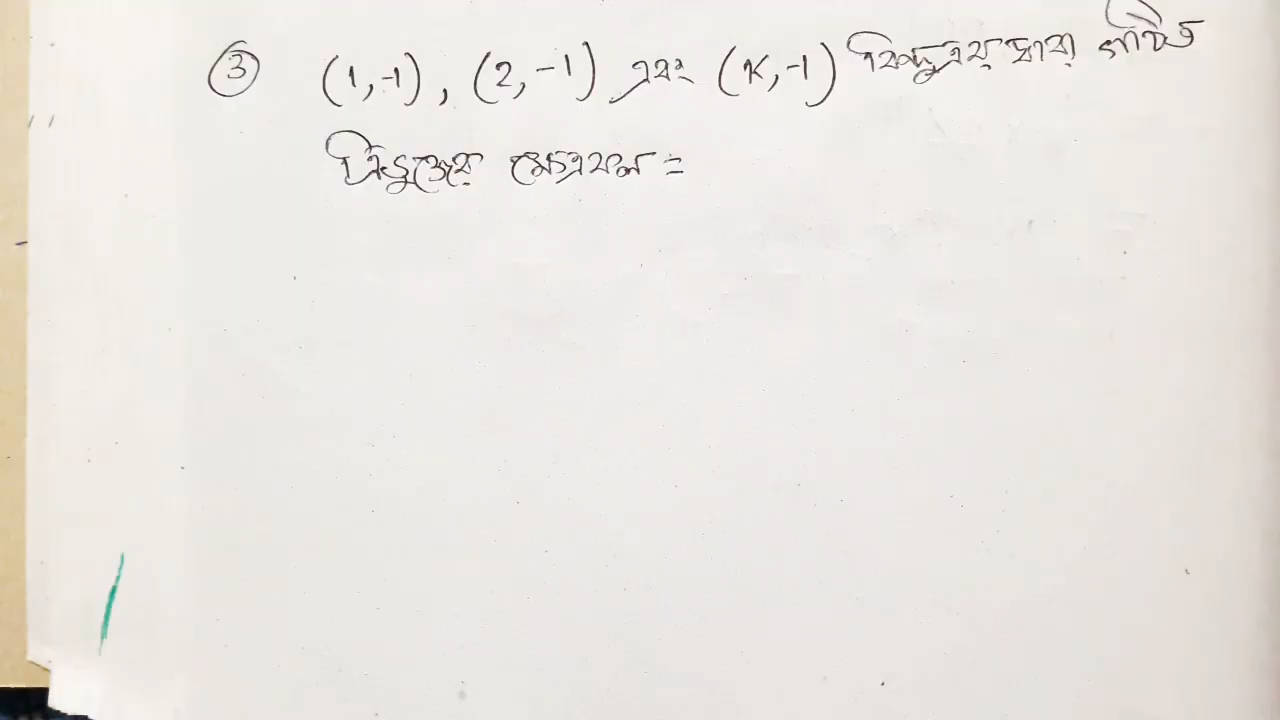 ③ (1,-1), (2,-1) এবং (K,-1) বিন্দুত্রয় দ্বারা গঠিত
ত্রিভুজের ক্ষেত্রফল =